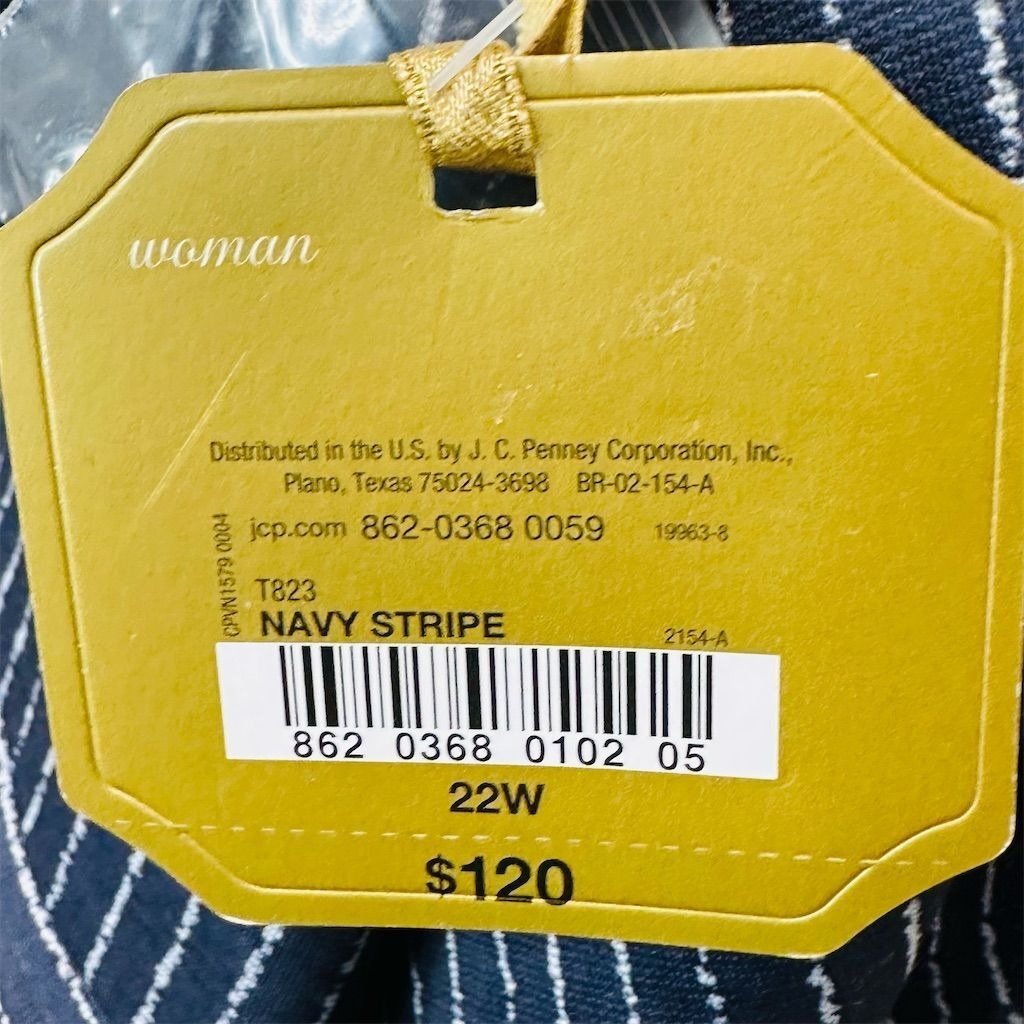 woman
Distributed in the U.S. by J. C. Penney Corporation, Inc.,
Plano, Texas 75024-3698 BR-02-154-A
jcp.com 862-0368 0059 19963-8
CPVN1579 0004
T823
NAVY STRIPE 2154-A
862 0368 0102 05
22W
$120